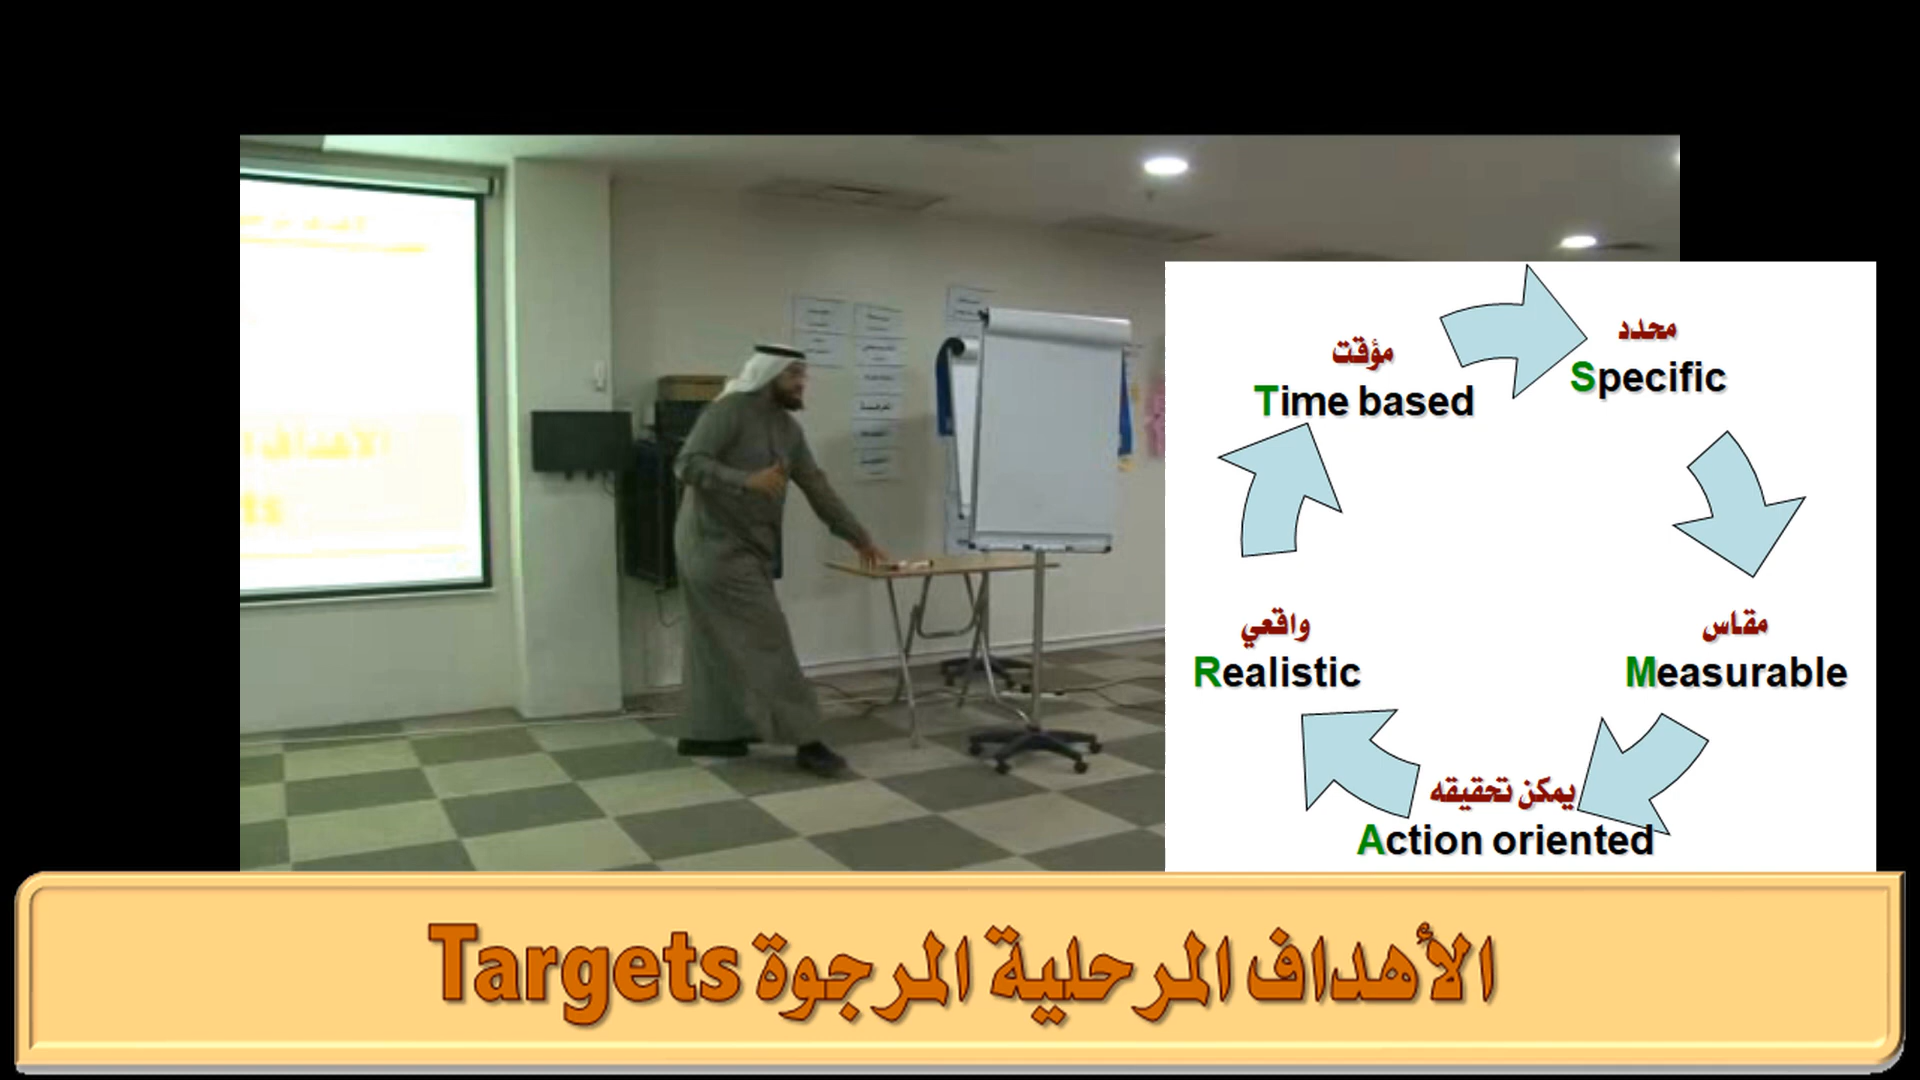 محدد
Specific
مقاس
Measurable
يمكن تحقيقه
Action oriented
واقعي
Realistic
مؤقت
Time based
الأهداف المرحلية المرجوة Targets